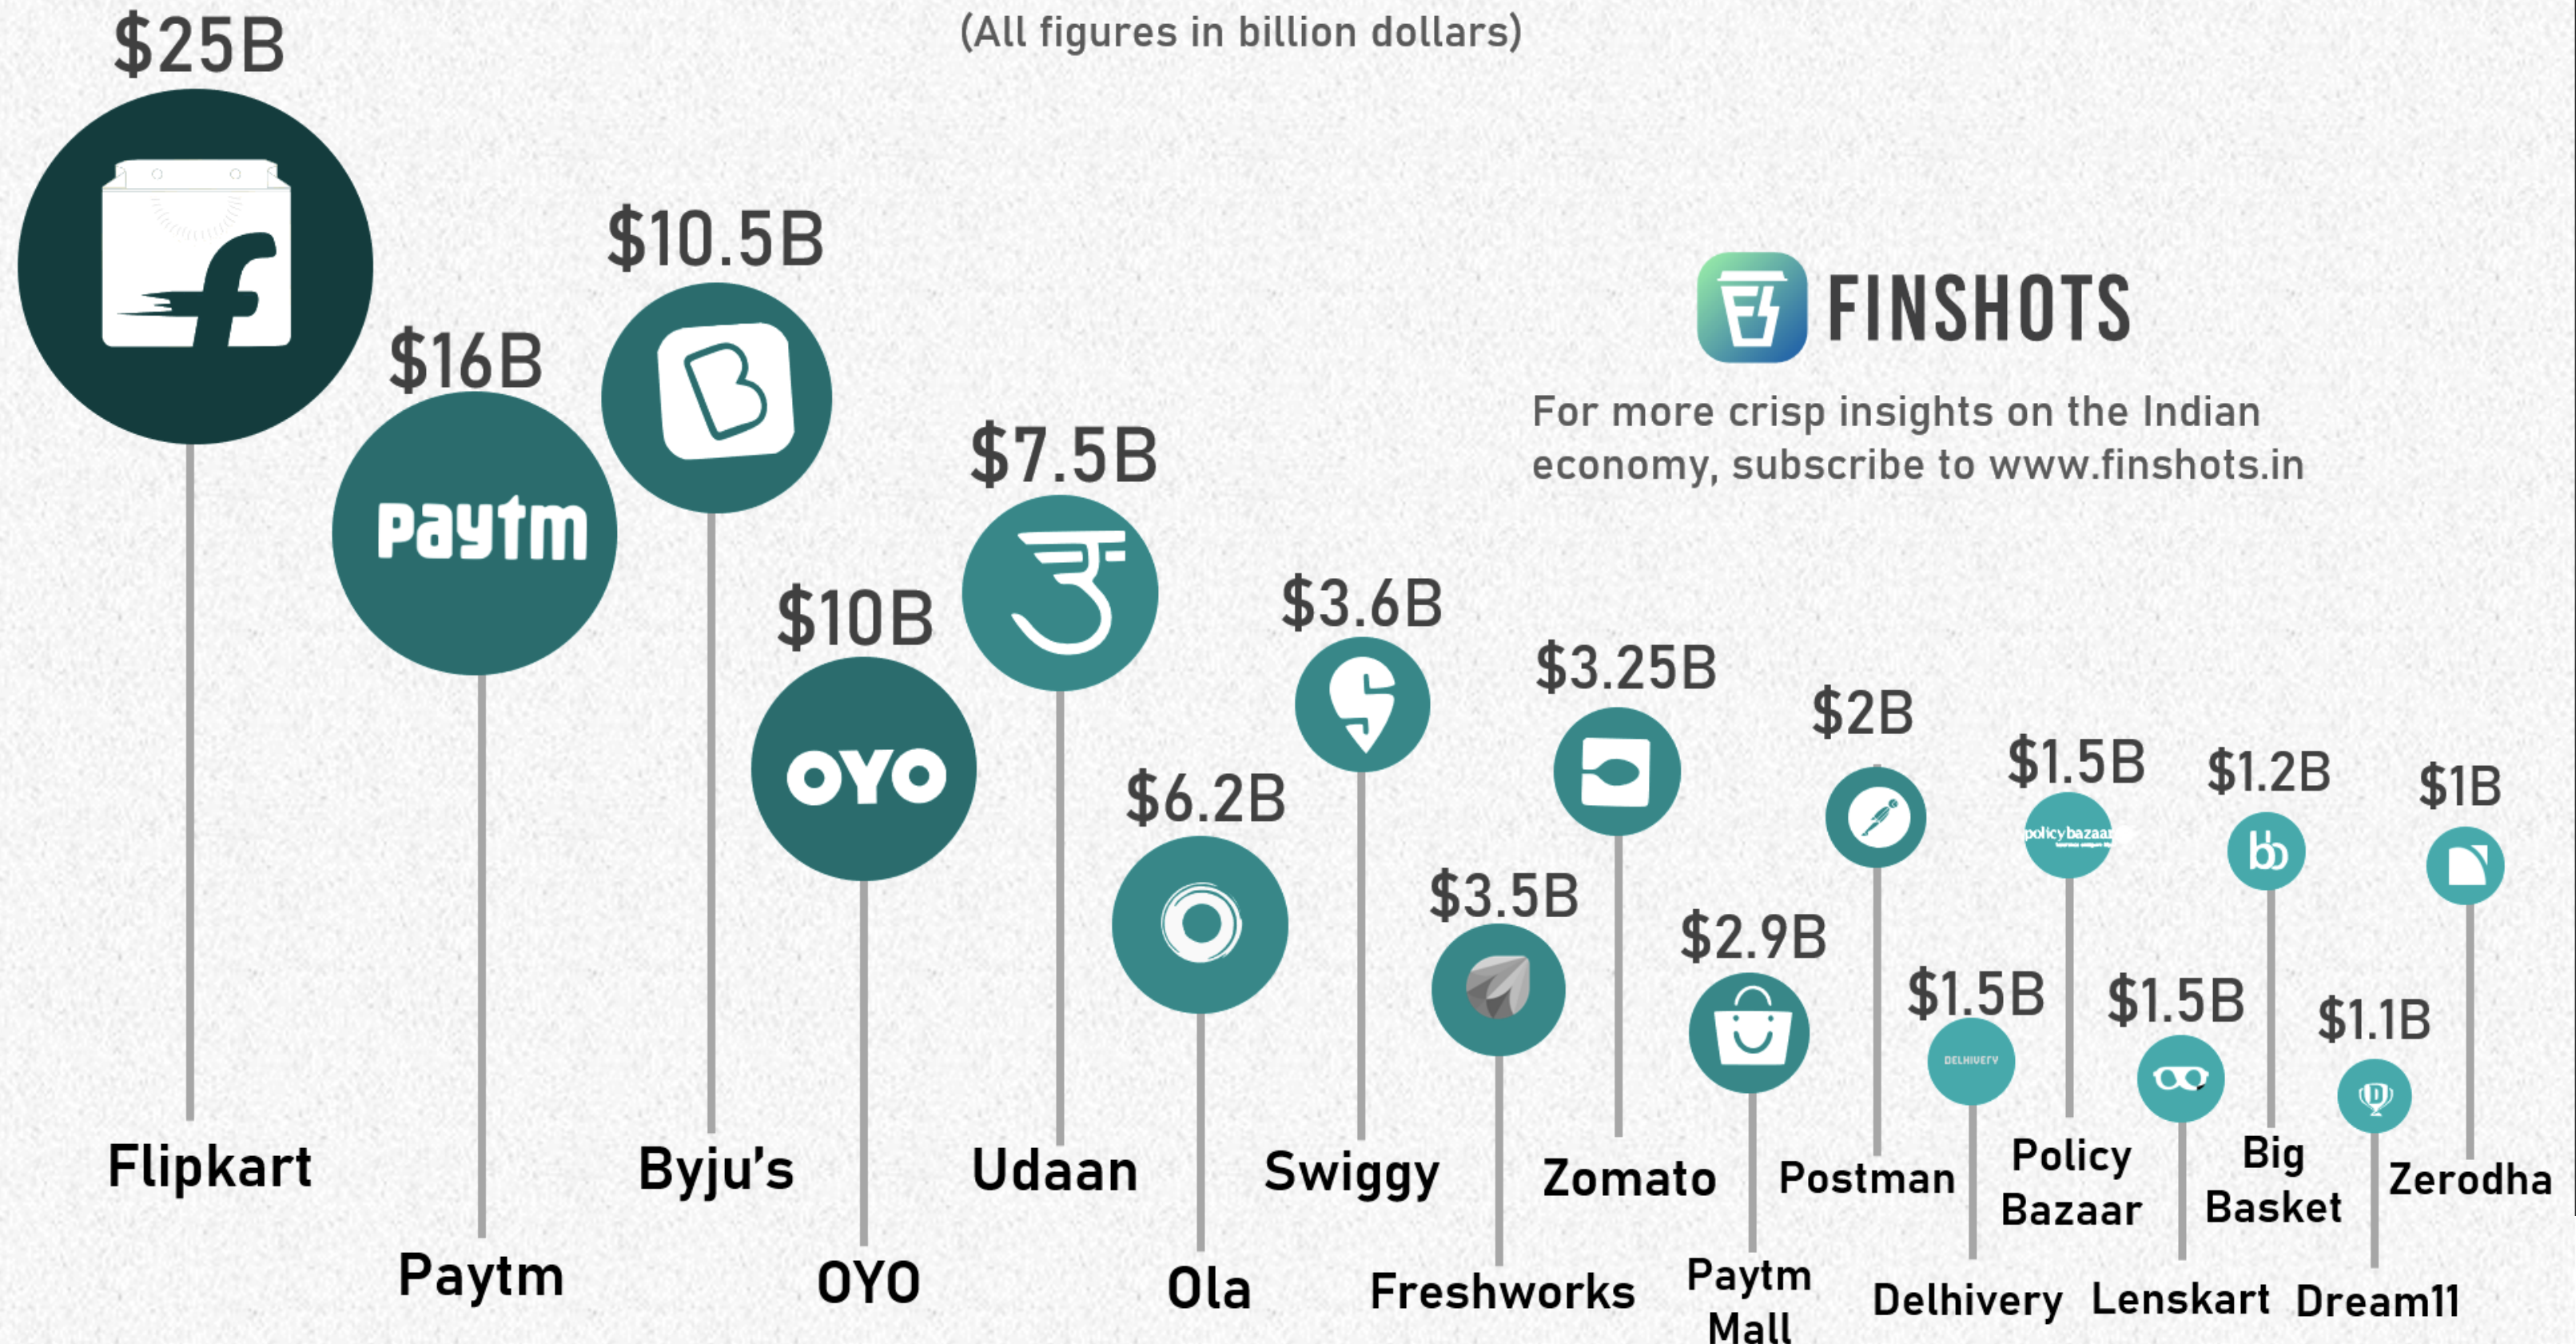 (All figures in billion dollars)
$25B
$16B
paytm
$10.5B
B
$10B
OYO
$7.5B
उ
$6.2B
$3.6B
$3.5B
$3.25B
$2.9B
$2B
$1.5B
DELHIVERY
$1.5B
policybazaar
$1.5B
$1.2B
bb
$1.1B
D
$1B
FINSHOTS
For more crisp insights on the Indian
economy, subscribe to www.finshots.in
Flipkart
Paytm
Byju's
OYO
Udaan
Ola
Swiggy
Freshworks
Zomato
Paytm
Mall
Postman
Delhivery
Policy
Bazaar
Lenskart
Big
Basket
Dream11
Zerodha